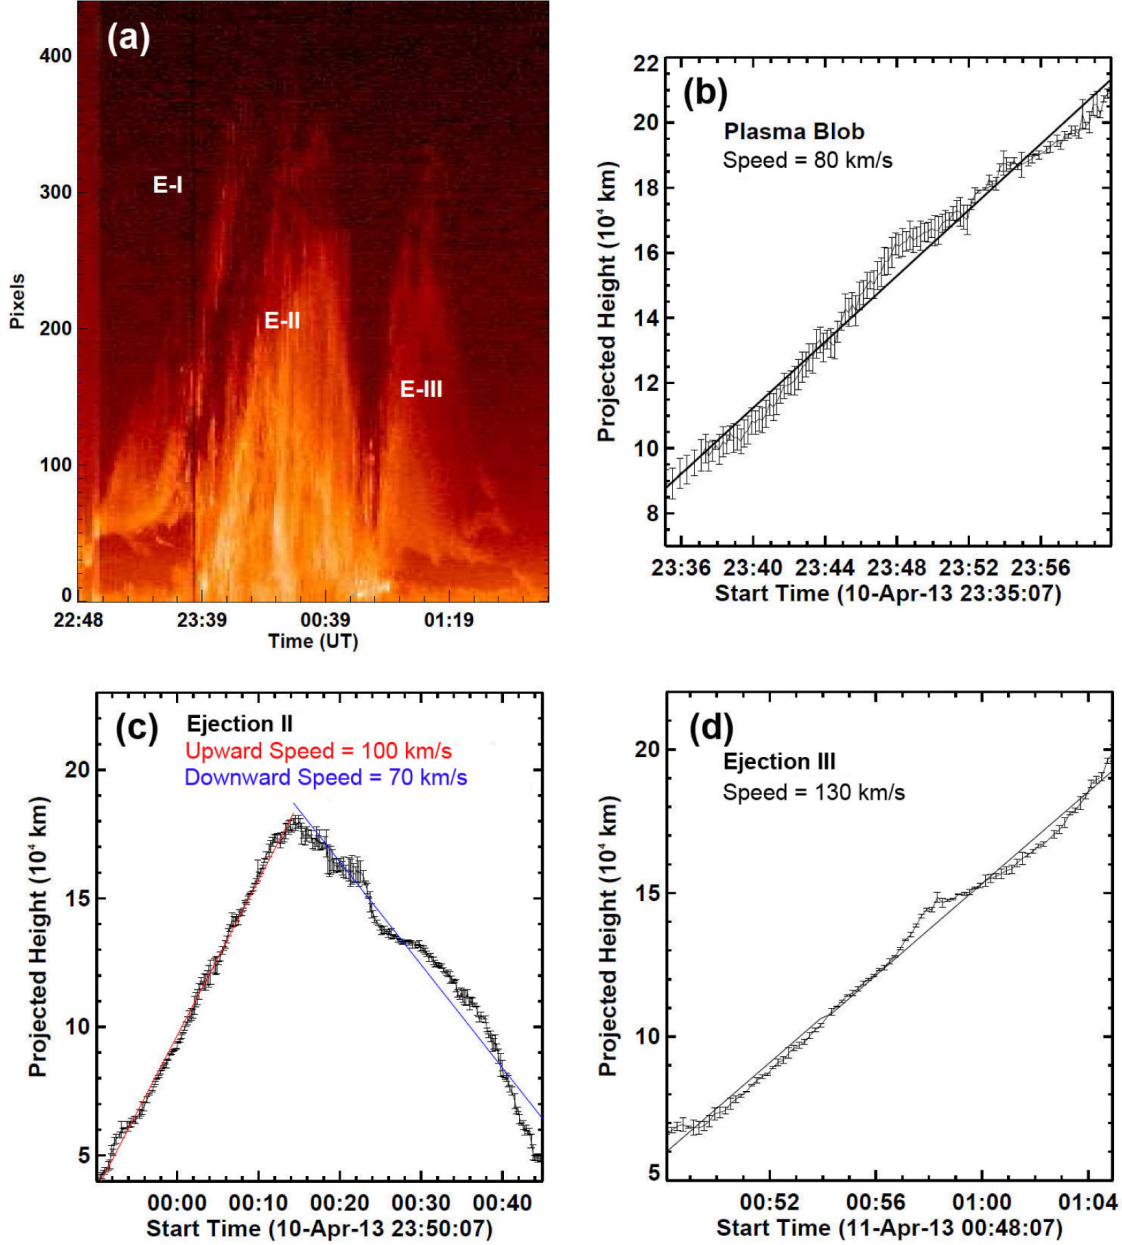 (a)
400
300
200
100
0
Pixels
E-I
E-II
E-III
22:48 23:39 00:39 01:19
Time (UT)
(b)
Plasma Blob
Speed = 80 km/s
22
20
18
16
14
12
10
8
Projected Height (10⁴ km)
23:36 23:40 23:44 23:48 23:52 23:56
Start Time (10-Apr-13 23:35:07)
(c)
Ejection II
Upward Speed = 100 km/s
Downward Speed = 70 km/s
20
15
10
5
Projected Height (10⁴ km)
00:00 00:10 00:20 00:30 00:40
Start Time (10-Apr-13 23:50:07)
(d)
Ejection III
Speed = 130 km/s
20
15
10
5
Projected Height (10⁴ km)
00:52 00:56 01:00 01:04
Start Time (11-Apr-13 00:48:07)